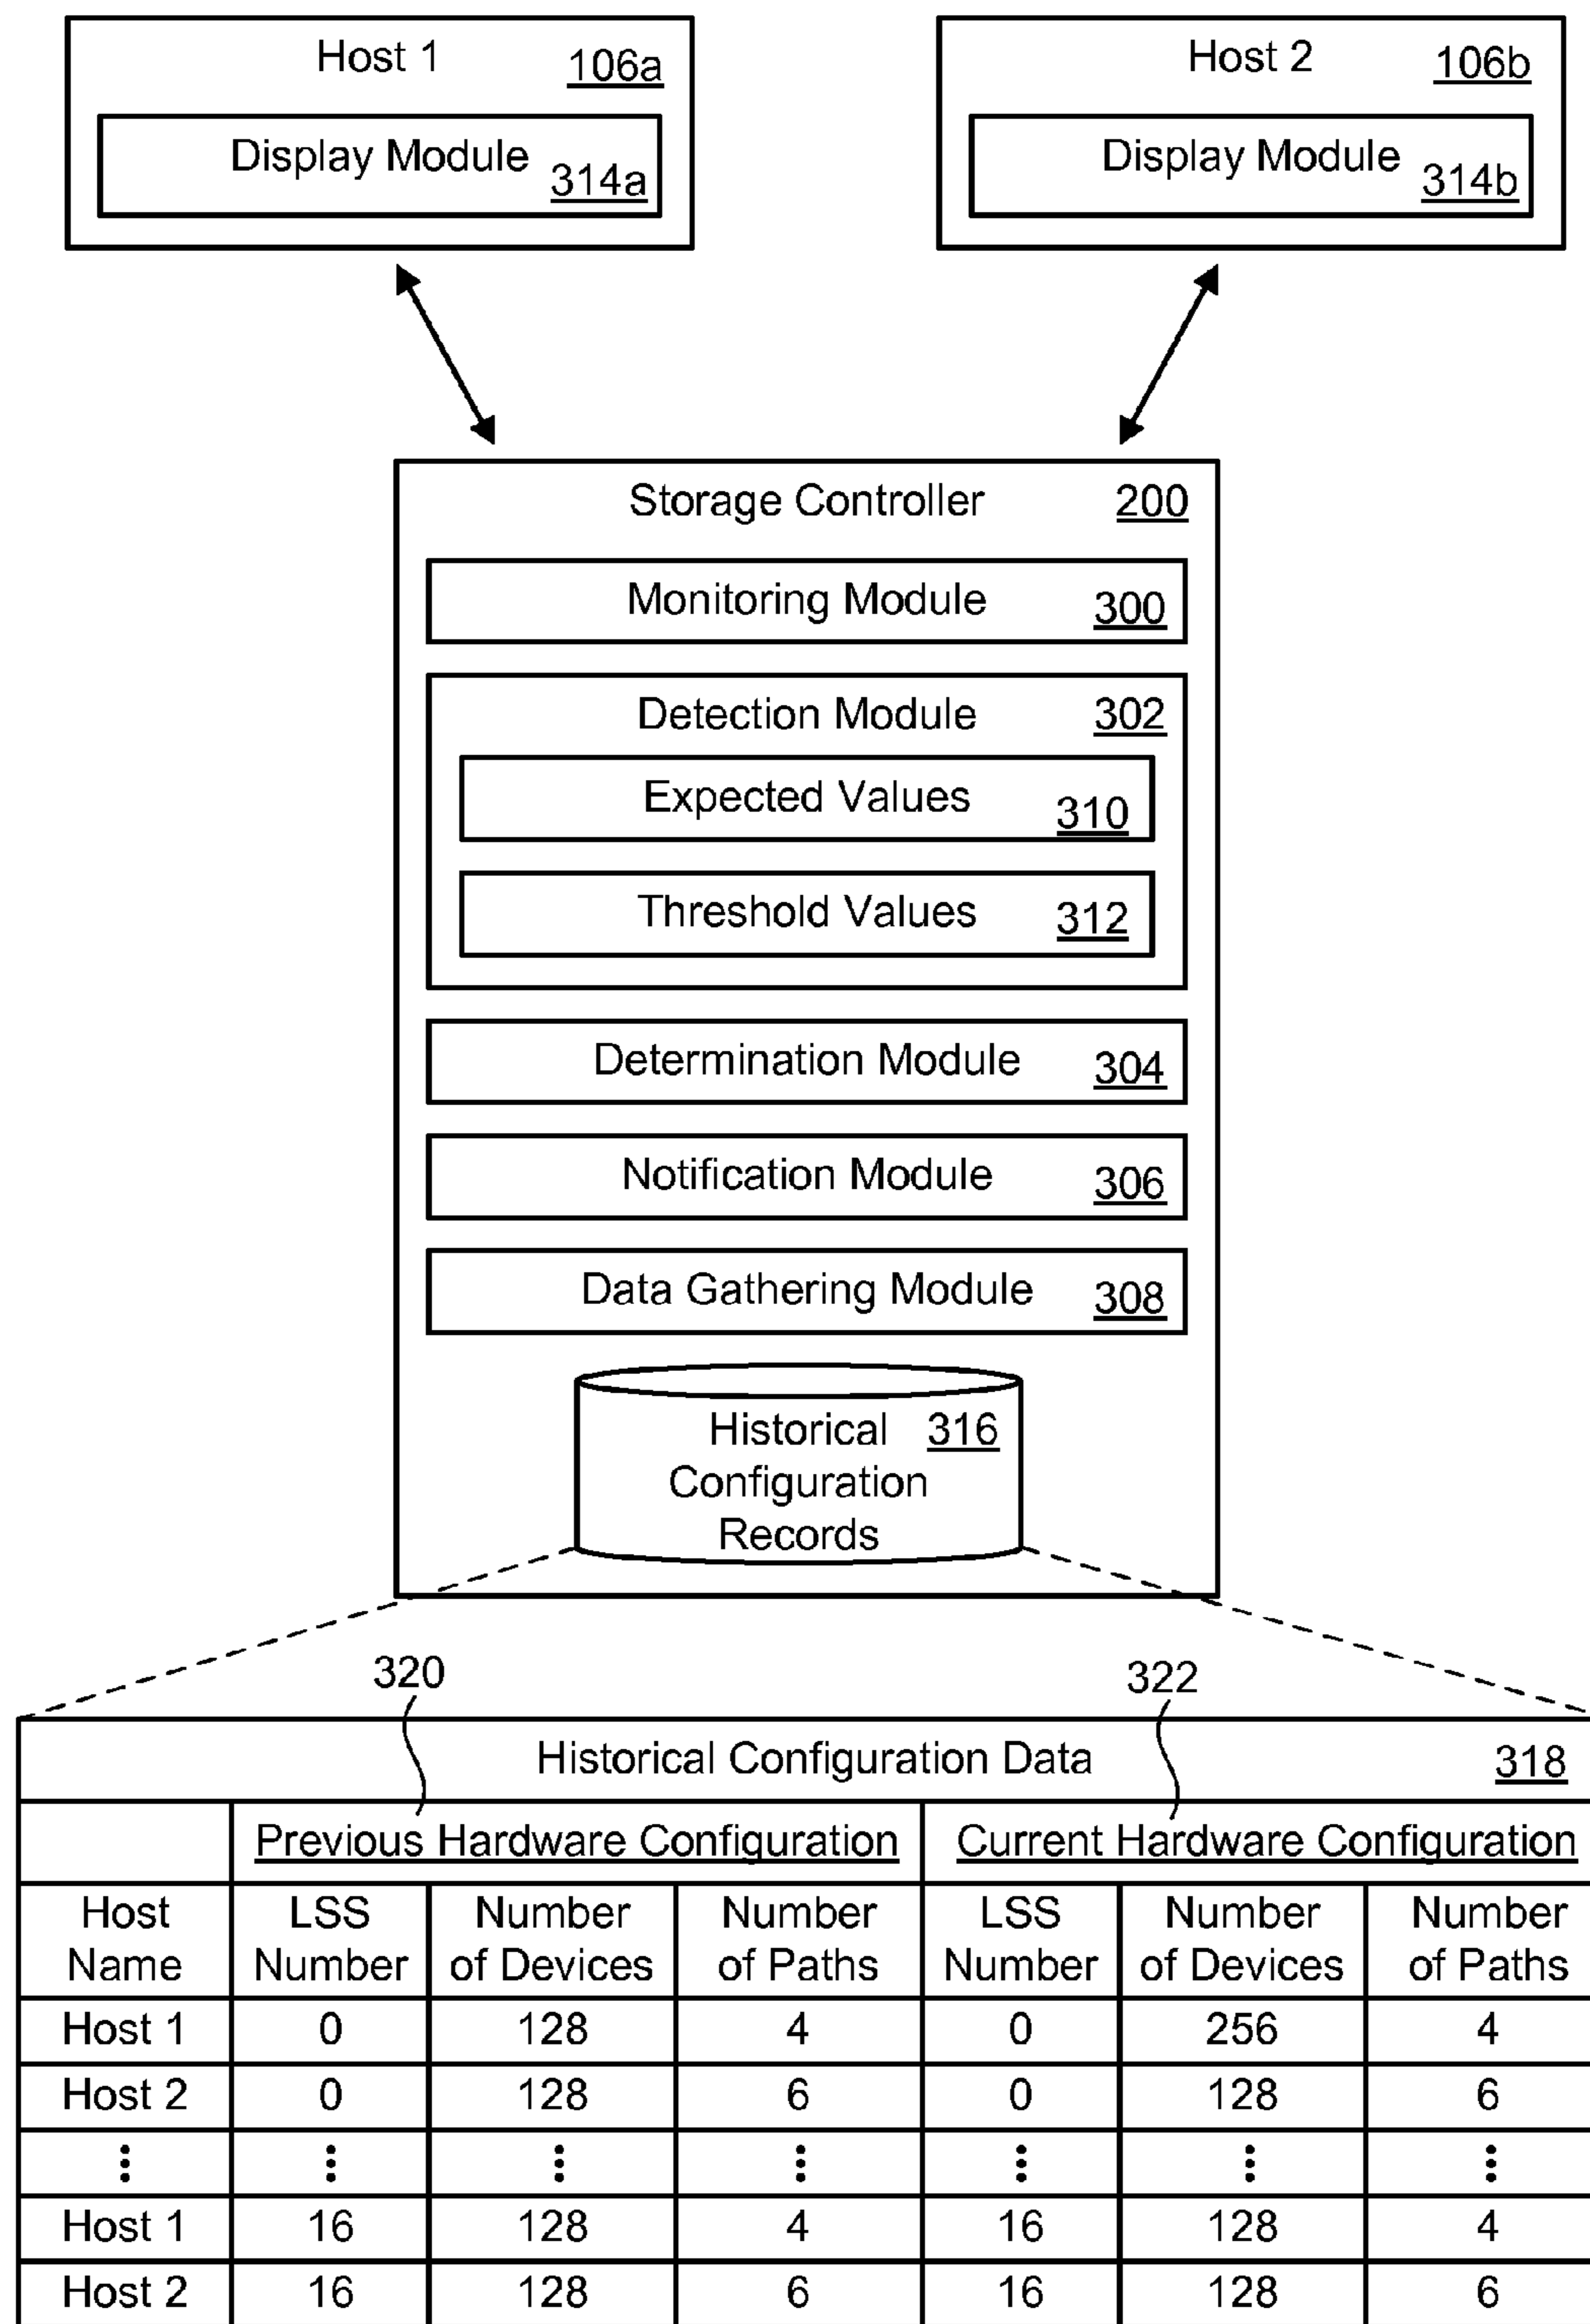 Host 1 106a
Display Module 314a
Host 2 106b
Display Module 314b
Storage Controller 200
Monitoring Module 300
Detection Module 302
Expected Values 310
Threshold Values 312
Determination Module 304
Notification Module 306
Data Gathering Module 308
Historical 316
Configuration
Records
320 322
Historical Configuration Data 318
Previous Hardware Configuration Current Hardware Configuration
Host LSS Number Number LSS Number Number
Name Number of Devices of Paths Number of Devices of Paths
Host 1 0 128 4 0 256 4
Host 2 0 128 6 0 128 6
Host 1 16 128 4 16 128 4
Host 2 16 128 6 16 128 6